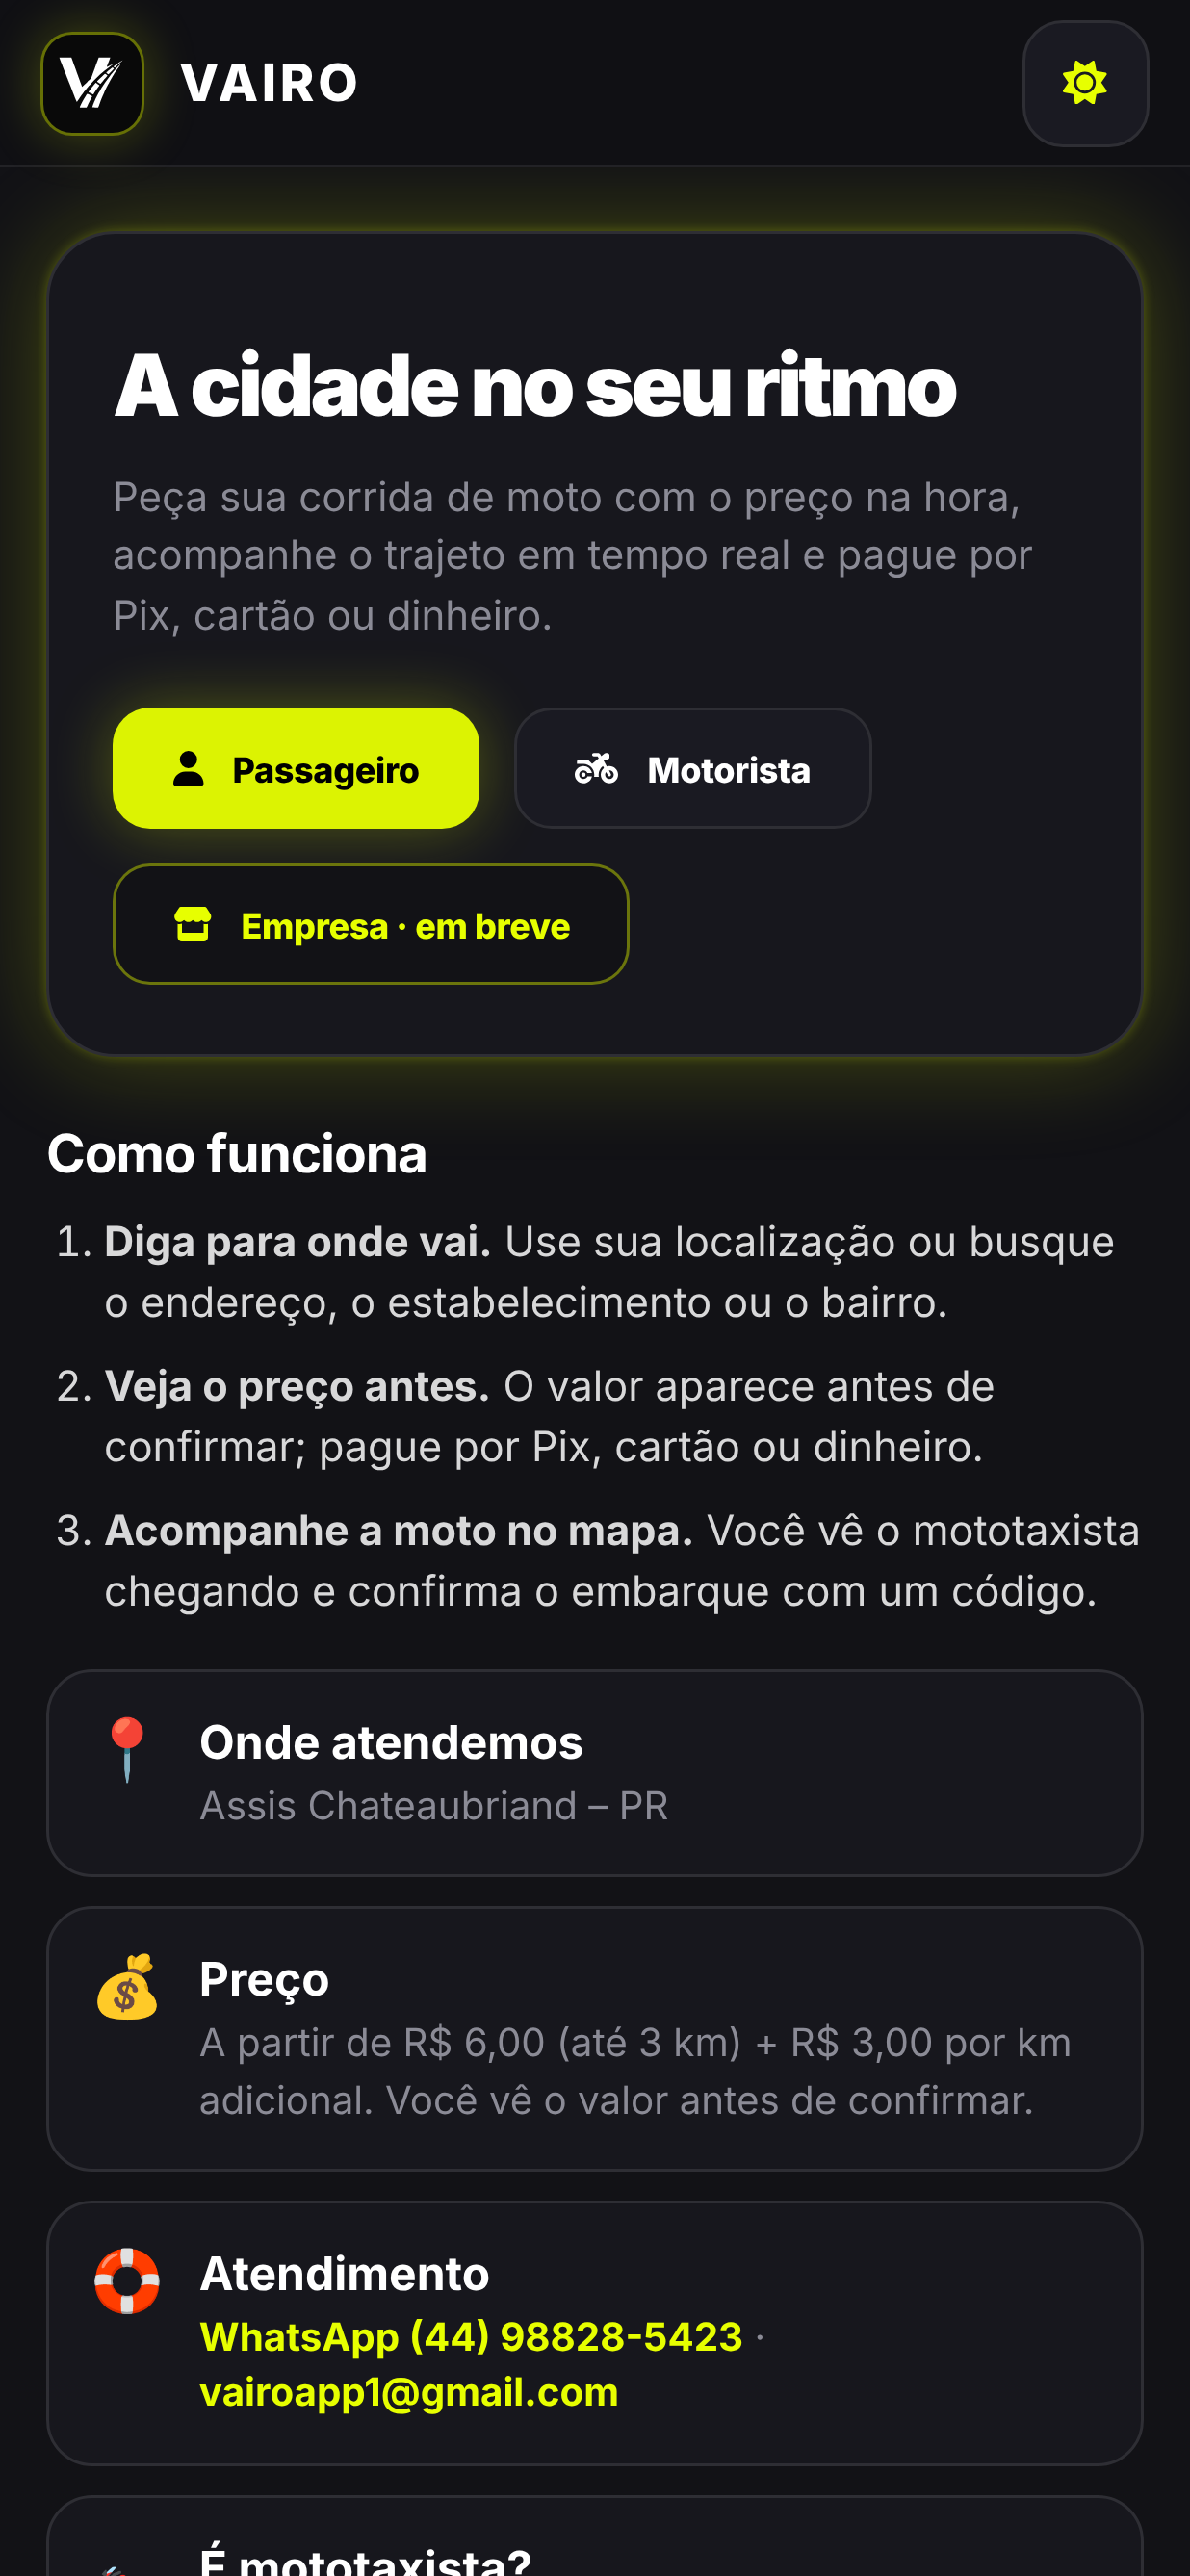 VAIRO
A cidade no seu ritmo
Peça sua corrida de moto com o preço na hora,
acompanhe o trajeto em tempo real e pague por
Pix, cartão ou dinheiro.
Passageiro
Motorista
Empresa · em breve
Como funciona
1. Diga para onde vai. Use sua localização ou busque
o endereço, o estabelecimento ou o bairro.
2. Veja o preço antes. O valor aparece antes de
confirmar; pague por Pix, cartão ou dinheiro.
3. Acompanhe a moto no mapa. Você vê o mototaxista
chegando e confirma o embarque com um código.
Onde atendemos
Assis Chateaubriand – PR
Preço
A partir de R$ 6,00 (até 3 km) + R$ 3,00 por km
adicional. Você vê o valor antes de confirmar.
Atendimento
WhatsApp (44) 98828-5423 ·
vairoapp1@gmail.com
É mototaxista?